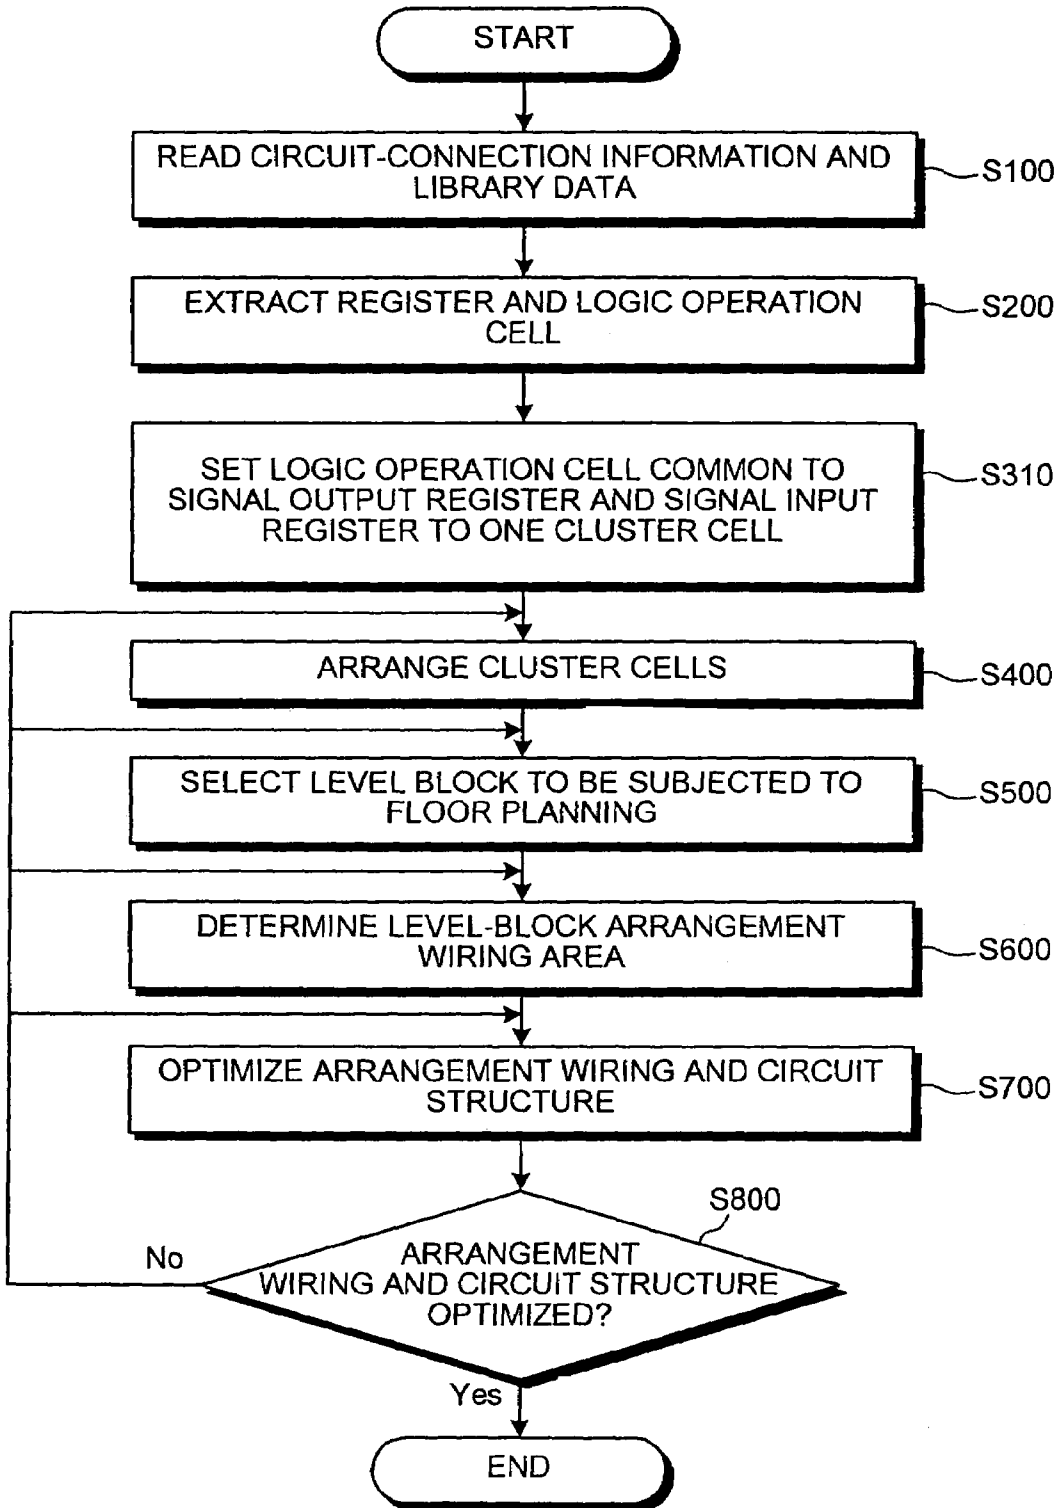 START
READ CIRCUIT-CONNECTION INFORMATION AND
LIBRARY DATA
S100
EXTRACT REGISTER AND LOGIC OPERATION
CELL
S200
SET LOGIC OPERATION CELL COMMON TO
SIGNAL OUTPUT REGISTER AND SIGNAL INPUT
REGISTER TO ONE CLUSTER CELL
S310
ARRANGE CLUSTER CELLS
S400
SELECT LEVEL BLOCK TO BE SUBJECTED TO
FLOOR PLANNING
S500
DETERMINE LEVEL-BLOCK ARRANGEMENT
WIRING AREA
S600
OPTIMIZE ARRANGEMENT WIRING AND CIRCUIT
STRUCTURE
S700
S800
No
ARRANGEMENT
WIRING AND CIRCUIT STRUCTURE
OPTIMIZED?
Yes
END